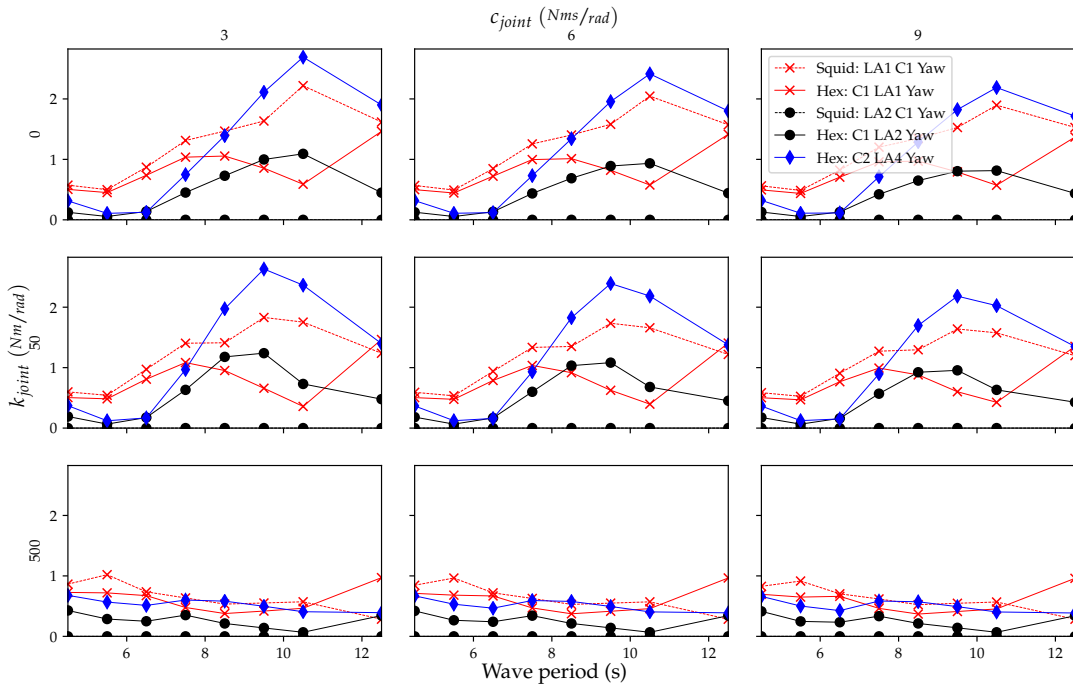 c_joint (Nms/rad)
3
6
9
k_joint (Nm/rad)
0
50
500
2
1
0
2
1
0
2
1
0
Squid: LA1 C1 Yaw
Hex: C1 LA1 Yaw
Squid: LA2 C1 Yaw
Hex: C1 LA2 Yaw
Hex: C2 LA4 Yaw
6 8 10 12
6 8 10 12
6 8 10 12
Wave period (s)